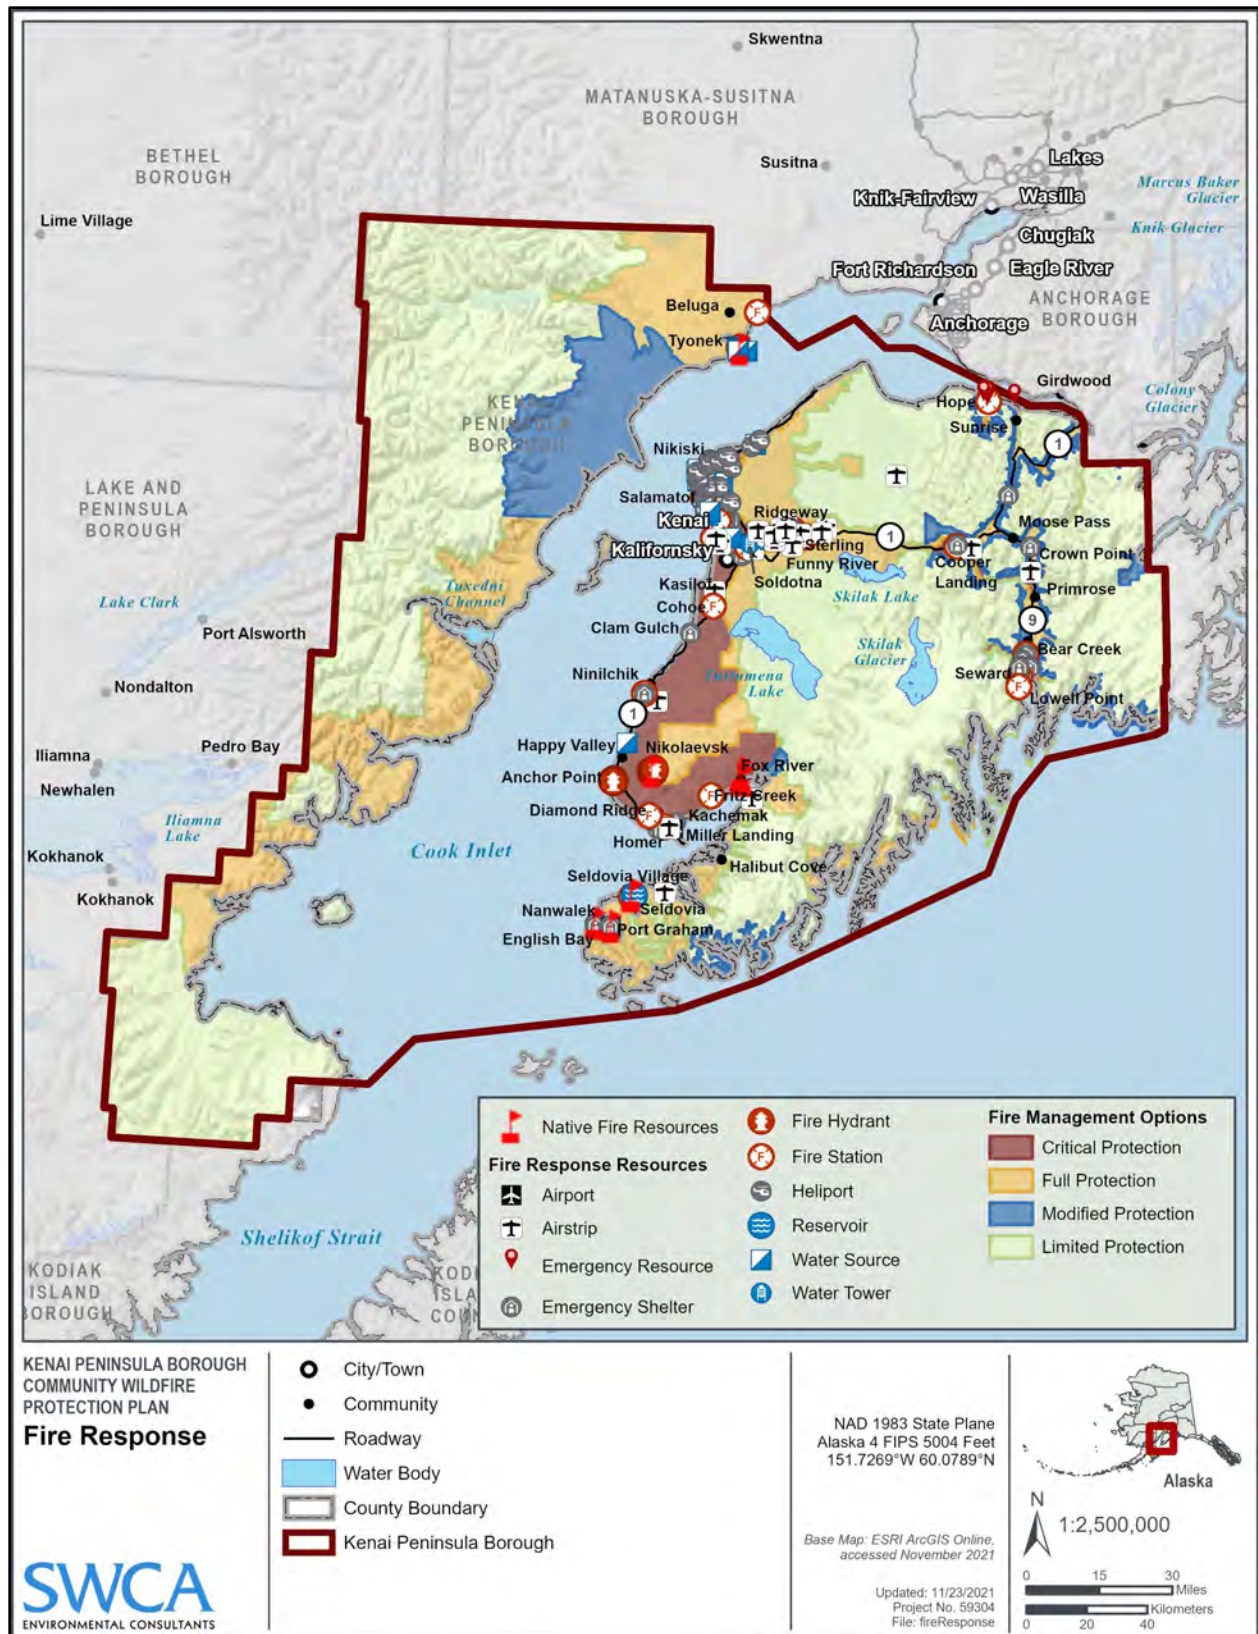 Skwentna
MATANUSKA-SUSITNA
BOROUGH
BETHEL
BOROUGH
Susitna
Lakes
Knik-Fairview
Wasilla
Marcus Baker
Glacier
Lime Village
Chugiak
Knik Glacier
Fort Richardson
Eagle River
ANCHORAGE
BOROUGH
Beluga
Anchorage
Tyonek
Girdwood
Colony
Glacier
Hope
Sunrise
KENAI
PENINSULA
BOROUGH
1
Nikiski
LAKE AND
PENINSULA
BOROUGH
Salamatof
Kenai
Ridgeway
1
Moose Pass
Kalifornsky
Sterling
Crown Point
Funny River
Cooper
Landing
Soldotna
Kasilof
Skilak Lake
Primrose
Tuxedni
Channel
Lake Clark
Cohoe
Port Alsworth
Clam Gulch
9
Skilak
Glacier
Bear Creek
Ninilchik
Tustumena
Lake
Seward
Nondalton
Lowell Point
1
Iliamna
Pedro Bay
Happy Valley
Nikolaevsk
Newhalen
Anchor Point
Fox River
Fritz Creek
Iliamna
Lake
Diamond Ridge
Kachemak
Homer
Miller Landing
Kokhanok
Cook Inlet
Halibut Cove
Kokhanok
Seldovia Village
Nanwalek
Seldovia
English Bay
Port Graham
Shelikof Strait
KODIAK
ISLAND
BOROUGH
Native Fire Resources
Fire Response Resources
Airport
Airstrip
Emergency Resource
Emergency Shelter
Fire Hydrant
Fire Station
Heliport
Reservoir
Water Source
Water Tower
Fire Management Options
Critical Protection
Full Protection
Modified Protection
Limited Protection
KENAI PENINSULA BOROUGH
COMMUNITY WILDFIRE
PROTECTION PLAN
Fire Response
SWCA
ENVIRONMENTAL CONSULTANTS
City/Town
Community
Roadway
Water Body
County Boundary
Kenai Peninsula Borough
NAD 1983 State Plane
Alaska 4 FIPS 5004 Feet
151.7269°W 60.0789°N
Base Map: ESRI ArcGIS Online,
accessed November 2021
Updated: 11/23/2021
Project No. 59304
File: fireResponse
Alaska
N
1:2,500,000
0 15 30
Miles
Kilometers
0 20 40